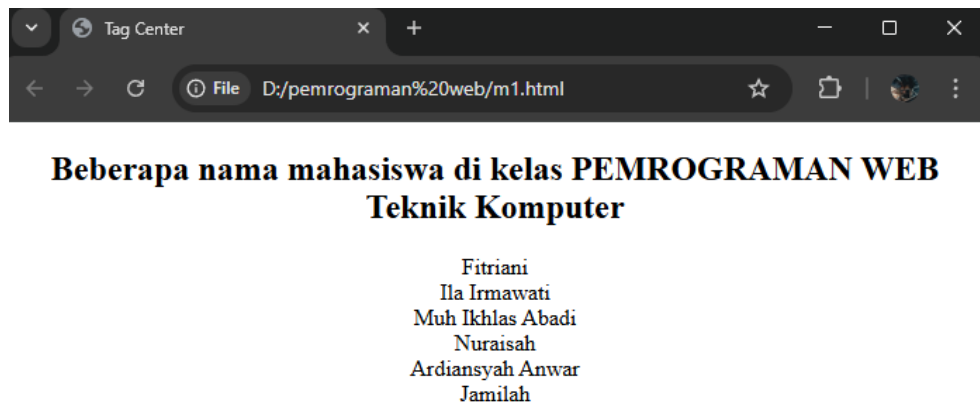 Tag Center
File D:/pemrograman%20web/m1.html
Beberapa nama mahasiswa di kelas PEMROGRAMAN WEB
Teknik Komputer
Fitriani
Ila Irmawati
Muh Ikhlas Abadi
Nuraisah
Ardiansyah Anwar
Jamilah